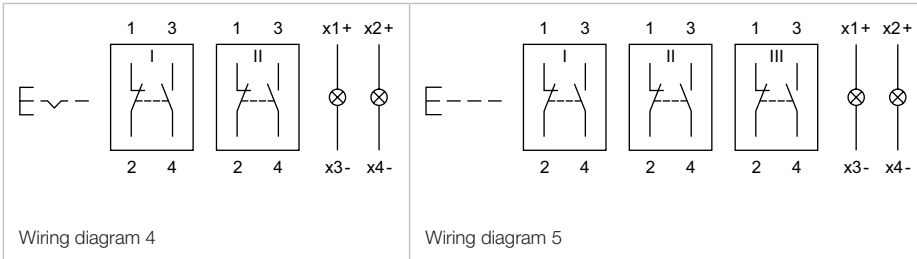 1 3 1 3 x1+ x2+
I II
2 4 2 4 x3- x4-
Wiring diagram 4
1 3 1 3 1 3 x1+ x2+
I II III
2 4 2 4 2 4 x3- x4-
Wiring diagram 5